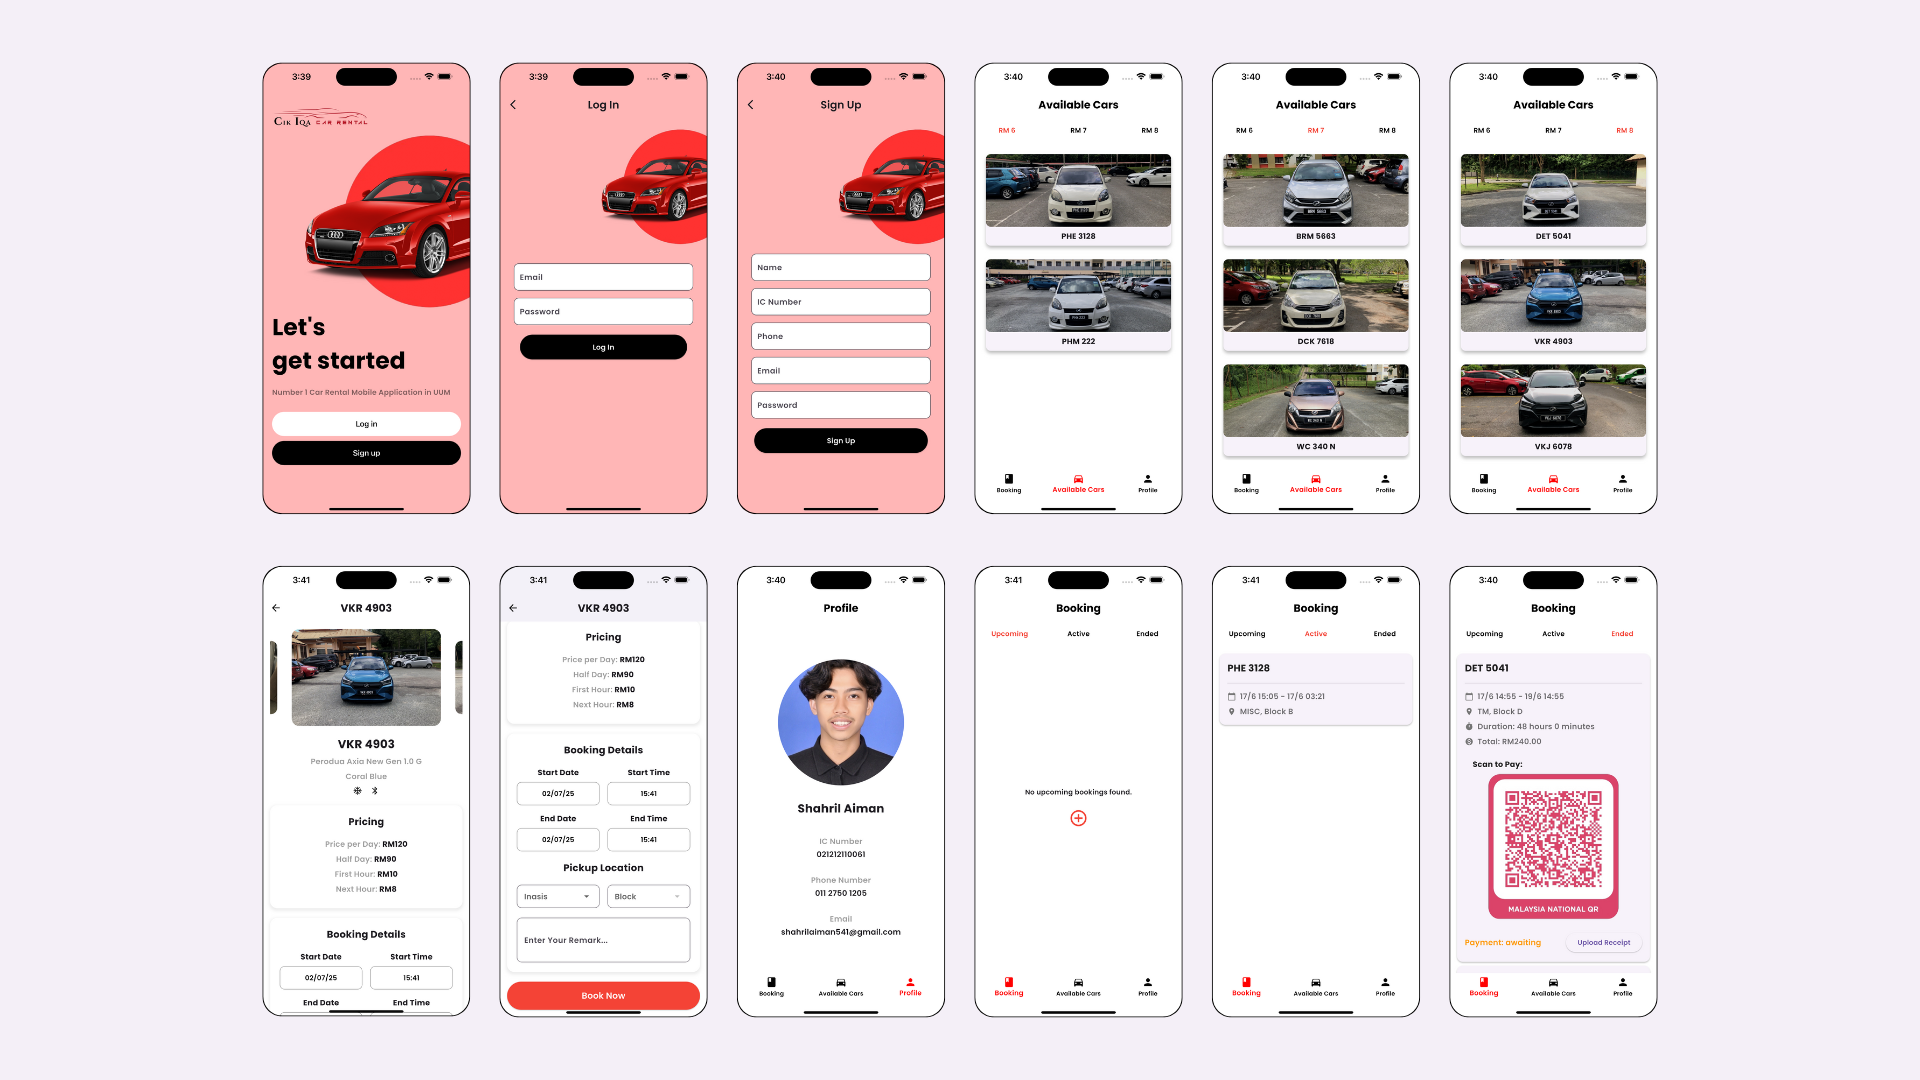 3:39
CIK IQA CAR RENTAL
Let's
get started
Number 1 Car Rental Mobile Application in UUM
Log in
Sign up
3:39
Log In
Email
Password
Log In
3:40
Sign Up
Name
IC Number
Phone
Email
Password
Sign Up
3:40
Available Cars
RM 6 RM 7 RM 8
PHE 3128
PHM 222
Booking Available Cars Profile
3:40
Available Cars
RM 6 RM 7 RM 8
BRM 5663
DCK 7618
WC 340 N
Booking Available Cars Profile
3:40
Available Cars
RM 6 RM 7 RM 8
DET 5041
VKR 4903
VKJ 6078
Booking Available Cars Profile
3:41
VKR 4903
VKR 4903
Perodua Axia New Gen 1.0 G
Coral Blue
Pricing
Price per Day: RM120
Half Day: RM90
First Hour: RM10
Next Hour: RM8
Booking Details
Start Date Start Time
02/07/25 15:41
End Date End Time
3:41
VKR 4903
Pricing
Price per Day: RM120
Half Day: RM90
First Hour: RM10
Next Hour: RM8
Booking Details
Start Date Start Time
02/07/25 15:41
End Date End Time
02/07/25 15:41
Pickup Location
Inasis Block
Enter Your Remark...
Book Now
3:40
Profile
Shahril Aiman
IC Number
021212110061
Phone Number
011 2750 1205
Email
shahrilaiman541@gmail.com
Booking Available Cars Profile
3:41
Booking
Upcoming Active Ended
No upcoming bookings found.
Booking Available Cars Profile
3:41
Booking
Upcoming Active Ended
PHE 3128
17/6 15:05 - 17/6 03:21
MISC, Block B
Booking Available Cars Profile
3:40
Booking
Upcoming Active Ended
DET 5041
17/6 14:55 - 19/6 14:55
TM, Block D
Duration: 48 hours 0 minutes
Total: RM240.00
Scan to Pay:
MALAYSIA NATIONAL QR
Payment: awaiting Upload Receipt
Booking Available Cars Profile